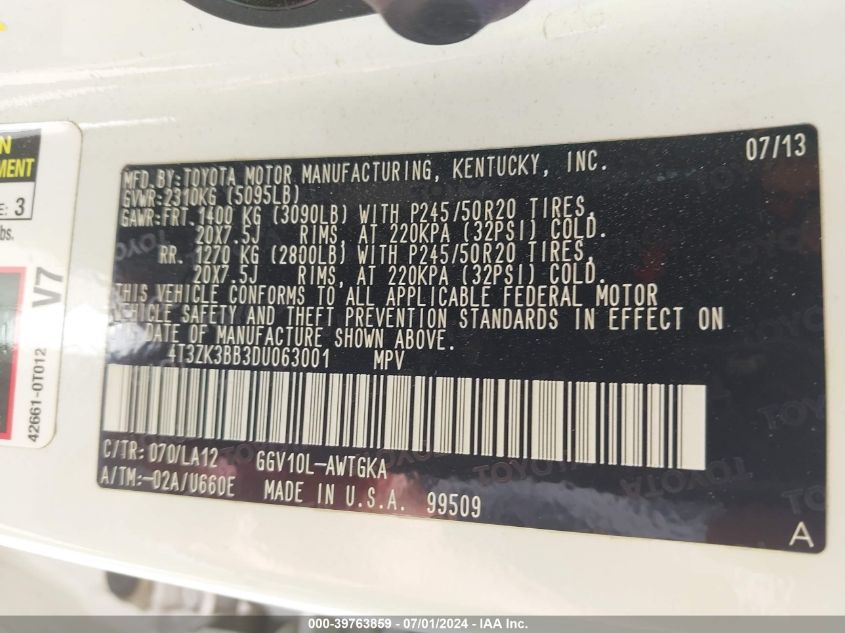 07/13
MFD.BY:TOYOTA MOTOR MANUFACTURING, KENTUCKY, INC.
GVWR:2310KG (5095LB)
GAWR:FRT.1400 KG (3090LB) WITH P245/50R20 TIRES,
20X7.5J RIMS, AT 220KPA (32PSI) COLD.
RR. 1270 KG (2800LB) WITH P245/50R20 TIRES,
20X7.5J RIMS, AT 220KPA (32PSI) COLD.
THIS VEHICLE CONFORMS TO ALL APPLICABLE FEDERAL MOTOR
VEHICLE SAFETY AND THEFT PREVENTION STANDARDS IN EFFECT ON
DATE OF MANUFACTURE SHOWN ABOVE.
4T3ZK3BB3DU063001 MPV
C/TR: 070/LA12 GGV10L-AWTGKA
A/TM:-02A/U660E MADE IN U.S.A. 99509
A
3
lbs.
V7
42661-0T012
TOYOTA
000-39763859 - 07/01/2024 - IAA Inc.